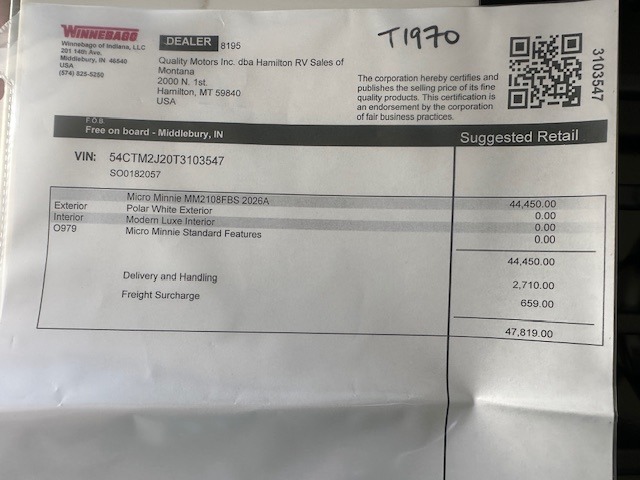 WINNEBAGO
Winnebago of Indiana, LLC
201 14th Ave.
Middlebury, IN 46540
USA
(574) 825-5250
DEALER 8195
Quality Motors Inc. dba Hamilton RV Sales of
Montana
2000 N. 1st.
Hamilton, MT 59840
USA
T1970
The corporation hereby certifies and
publishes the selling price of its fine
quality products. This certification is
an endorsement by the corporation
of fair business practices.
3103547
FOB
Free on board - Middlebury, IN
Suggested Retail
VIN: 54CTM2J20T3103547
SO0182057
Micro Minnie MM2108FBS 2026A 44,450.00
Exterior Polar White Exterior 0.00
Interior Modern Luxe Interior 0.00
O979 Micro Minnie Standard Features 0.00
44,450.00
Delivery and Handling 2,710.00
Freight Surcharge 659.00
47,819.00